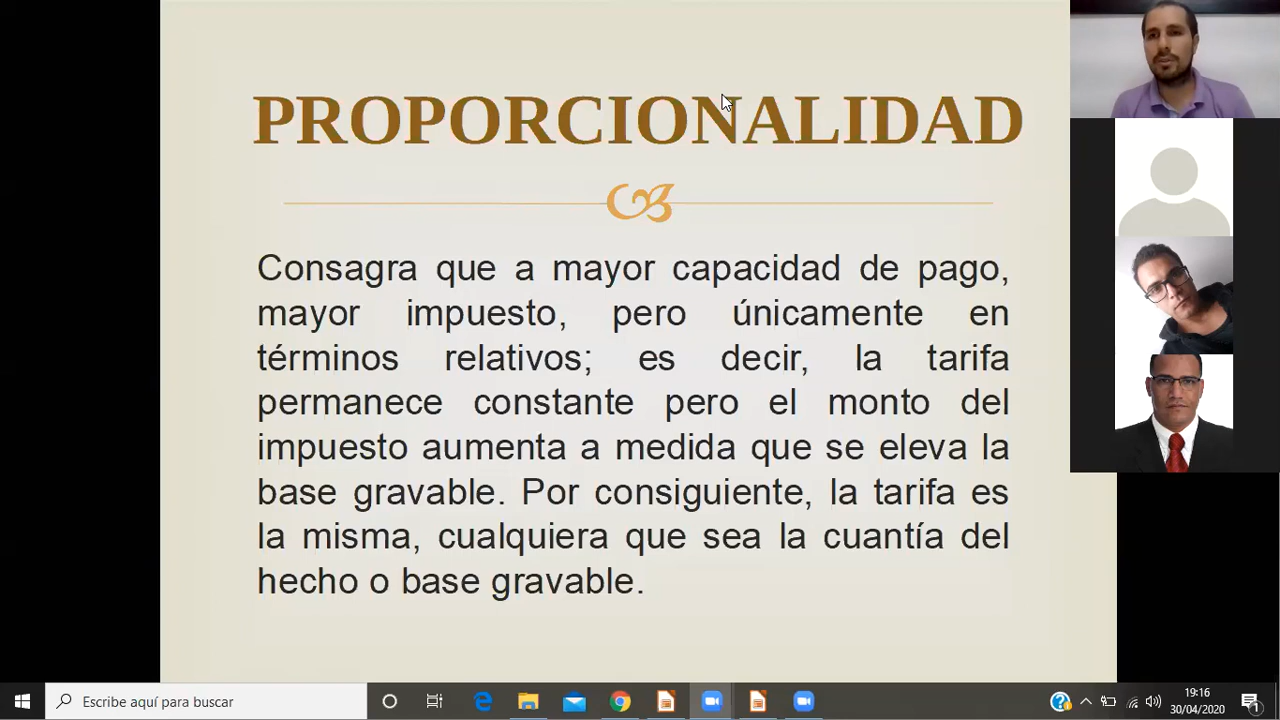 PROPORCIONALIDAD
Consagra que a mayor capacidad de pago,
mayor impuesto, pero únicamente en
términos relativos; es decir, la tarifa
permanece constante pero el monto del
impuesto aumenta a medida que se eleva la
base gravable. Por consiguiente, la tarifa es
la misma, cualquiera que sea la cuantía del
hecho o base gravable.
Escribe aquí para buscar
19:16
30/04/2020
1